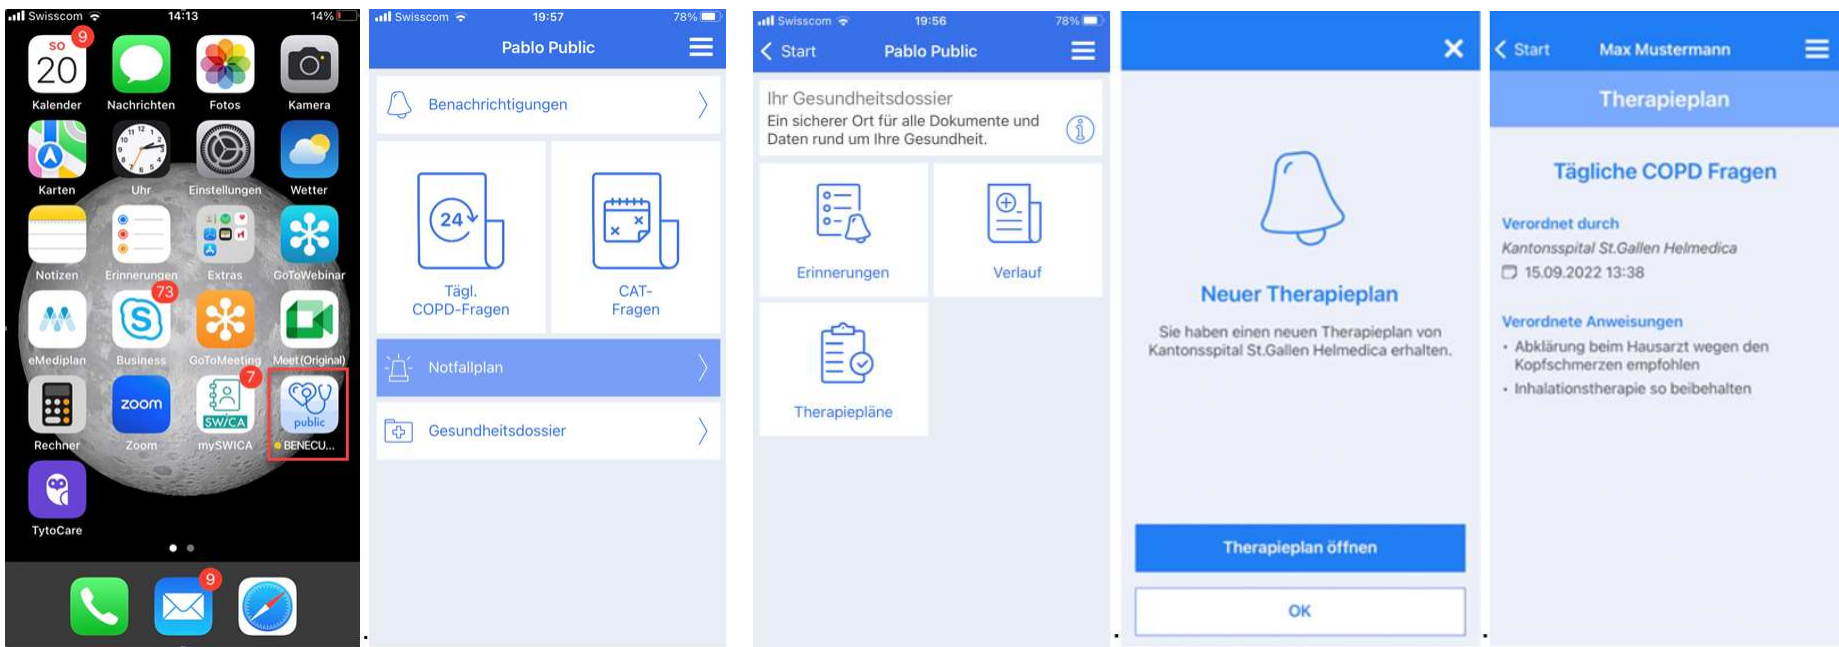 Swisscom
14:13
14%
9
SO
20
Kalender
Nachrichten
Fotos
Kamera
Karten
Uhr
Einstellungen
Wetter
Notizen
Erinnerungen
Extras
GoToWebinar
73
eMediplan
Business
GoToMeeting
Meet (Original)
7
zoom
SWiCA
public
Rechner
Zoom
mySWICA
BENECU...
TytoCare
9
Swisscom
19:57
78%
Pablo Public
Benachrichtigungen
24
Tägl.
COPD-Fragen
CAT-
Fragen
Notfallplan
Gesundheitsdossier
Swisscom
19:56
78%
Start
Pablo Public
Ihr Gesundheitsdossier
Ein sicherer Ort für alle Dokumente und
Daten rund um Ihre Gesundheit.
Erinnerungen
Verlauf
Therapiepläne
Neuer Therapieplan
Sie haben einen neuen Therapieplan von
Kantonsspital St.Gallen Helmedica erhalten.
Therapieplan öffnen
OK
Start
Max Mustermann
Therapieplan
Tägliche COPD Fragen
Verordnet durch
Kantonsspital St.Gallen Helmedica
15.09.2022 13:38
Verordnete Anweisungen
• Abklärung beim Hausarzt wegen den
Kopfschmerzen empfohlen
• Inhalationstherapie so beibehalten